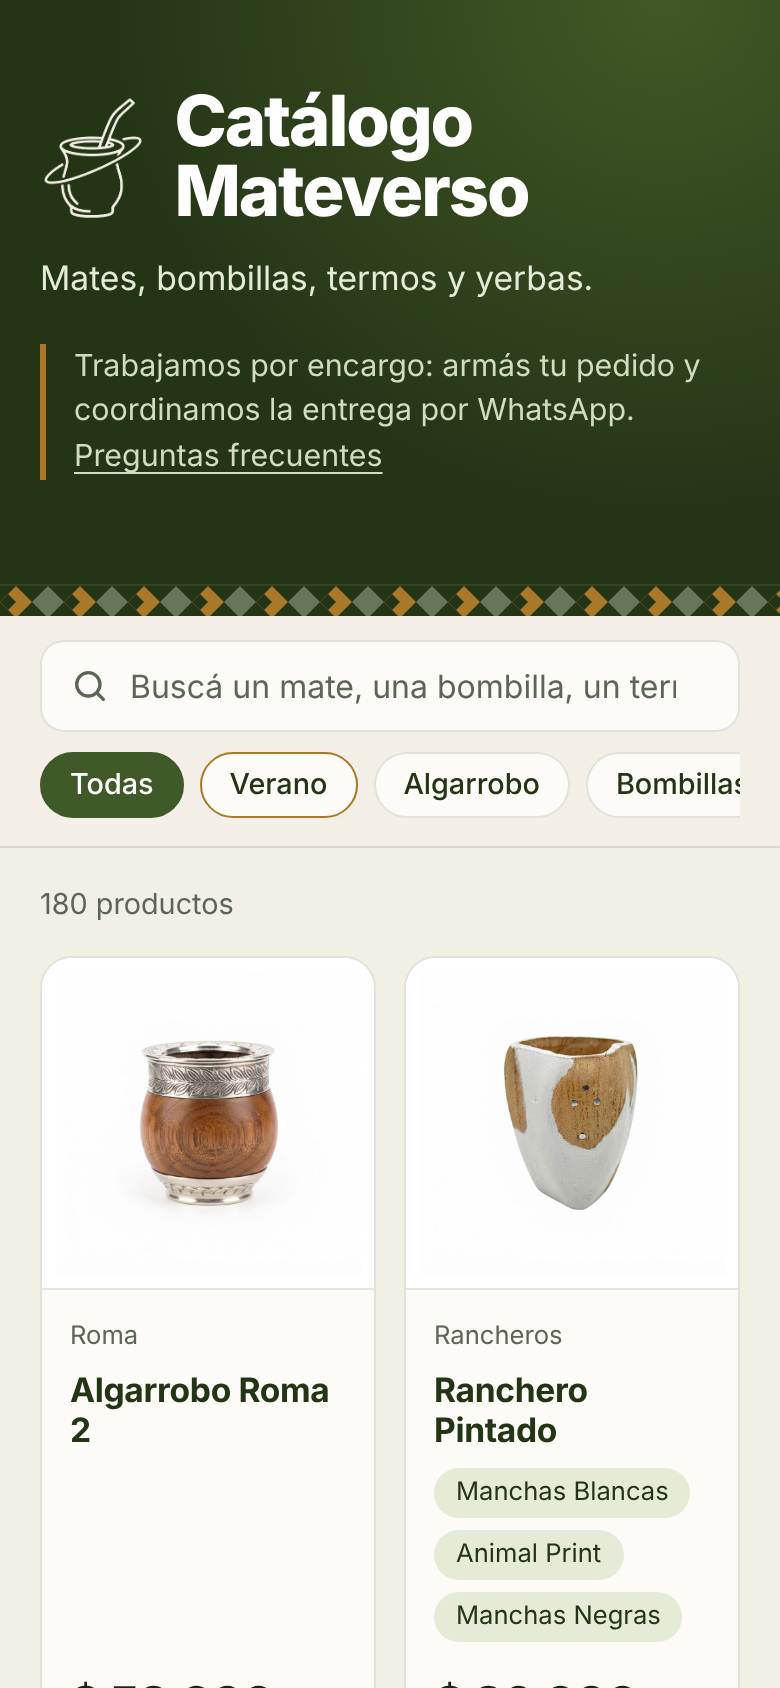 Catálogo
Mateverso
Mates, bombillas, termos y yerbas.
Trabajamos por encargo: armás tu pedido y
coordinamos la entrega por WhatsApp.
Preguntas frecuentes
Buscá un mate, una bombilla, un
Todas
Verano
Algarrobo
Bombillas
180 productos
Roma
Algarrobo Roma
2
Rancheros
Ranchero
Pintado
Manchas Blancas
Animal Print
Manchas Negras